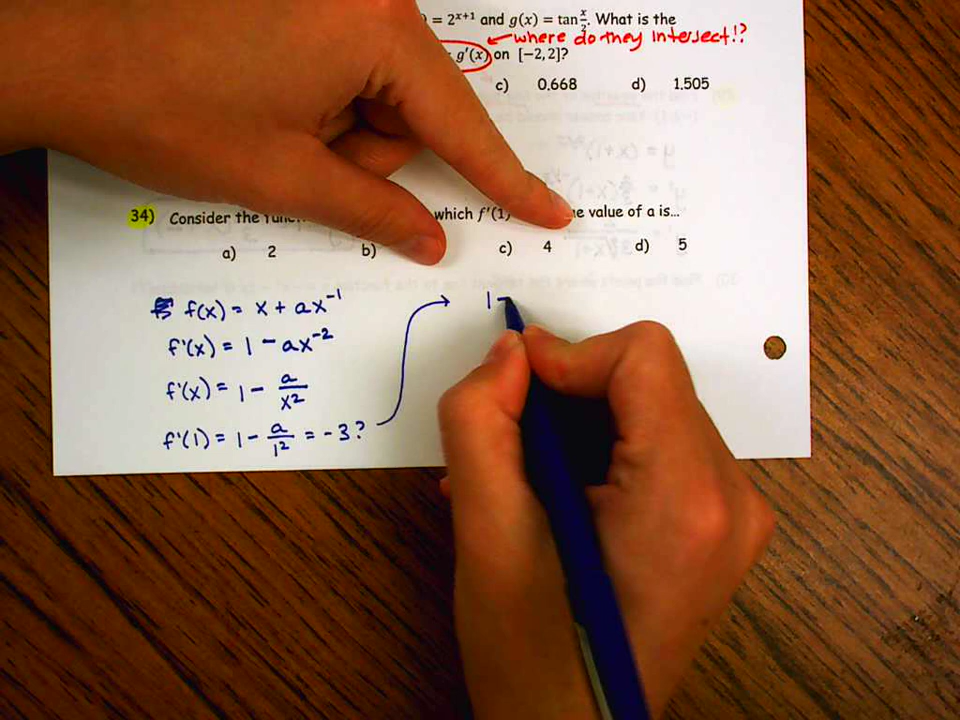 ) = 2^{x+1} and g(x) = tan x/2. What is the
where do they intersect!?
g'(x) on [-2,2]?
c) 0.668 d) 1.505
34) Consider the which f'(1) value of a is...
a) 2 b) c) 4 d) 5
f(x) = x + ax^{-1}
f'(x) = 1 - ax^{-2}
f'(x) = 1 - a/x^2
f'(1) = 1 - a/1^2 = -3?
1 -